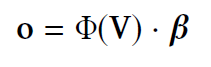 o = Φ(V) · β